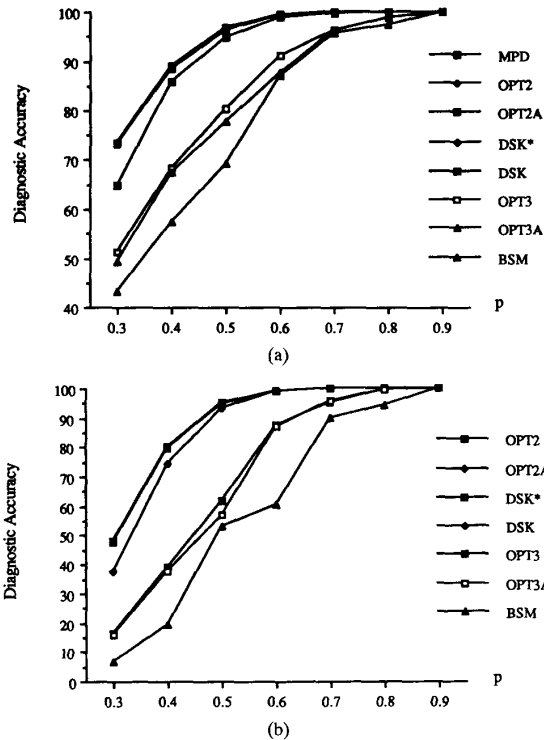 Diagnostic Accuracy
100
90
80
70
60
50
40
0.3 0.4 0.5 0.6 0.7 0.8 0.9
p
MPD
OPT2
OPT2A
DSK*
DSK
OPT3
OPT3A
BSM
(a)
Diagnostic Accuracy
100
90
80
70
60
50
40
30
20
10
0
0.3 0.4 0.5 0.6 0.7 0.8 0.9
p
OPT2
OPT2A
DSK*
DSK
OPT3
OPT3A
BSM
(b)